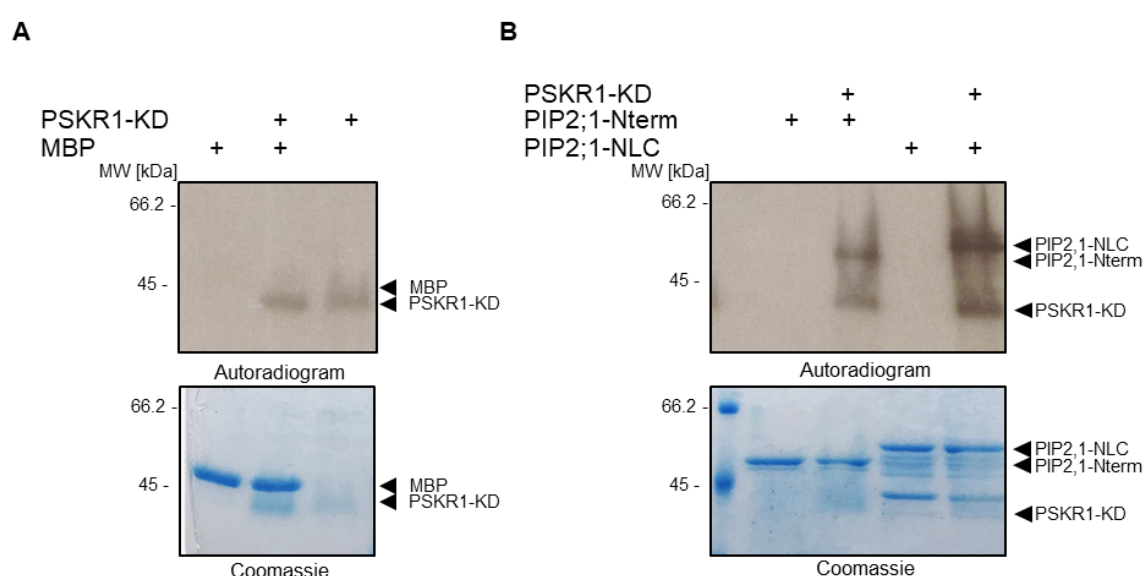 A
PSKR1-KD + +
MBP + +
MW [kDa]
66.2 -
45 -
MBP
PSKR1-KD
Autoradiogram
66.2 -
45 -
MBP
PSKR1-KD
Coomassie
B
PSKR1-KD + +
PIP2;1-Nterm + +
PIP2;1-NLC + +
MW [kDa]
66.2 -
45 -
PIP2,1-NLC
PIP2,1-Nterm
PSKR1-KD
Autoradiogram
66.2 -
45 -
PIP2,1-NLC
PIP2,1-Nterm
PSKR1-KD
Coomassie